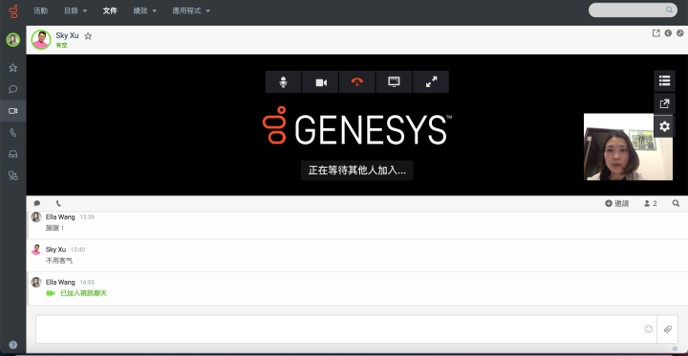 活動 目錄 文件 績效 應用程式
Sky Xu
有空
GENESYS™
正在等待其他人加入...
邀請 2
Ella Wang 15:39
謝謝！
Sky Xu 15:40
不用客气
Ella Wang 16:53
已加入視訊聊天